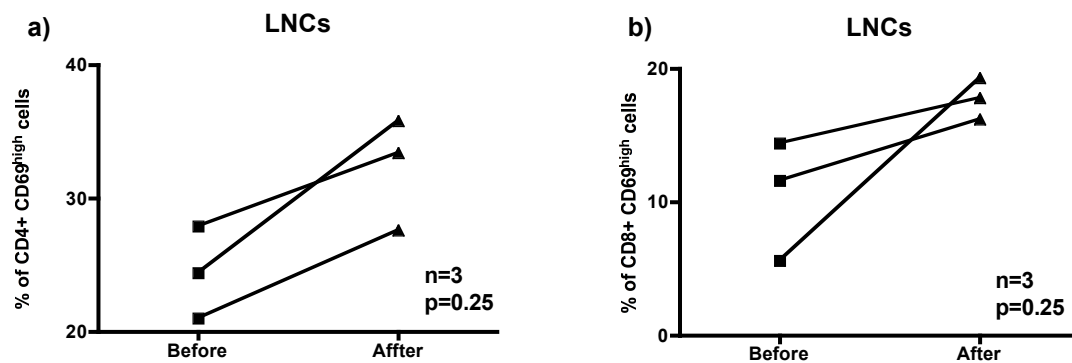 a)
LNCs
% of CD4+ CD69high cells
40
30
20
n=3
p=0.25
Before
Affter
b)
LNCs
% of CD8+ CD69high cells
20
10
0
n=3
p=0.25
Before
After